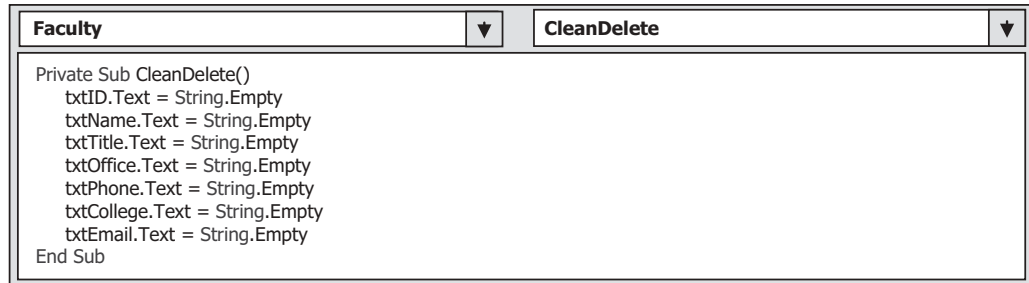 Faculty CleanDelete
Private Sub CleanDelete()
txtID.Text = String.Empty
txtName.Text = String.Empty
txtTitle.Text = String.Empty
txtOffice.Text = String.Empty
txtPhone.Text = String.Empty
txtCollege.Text = String.Empty
txtEmail.Text = String.Empty
End Sub